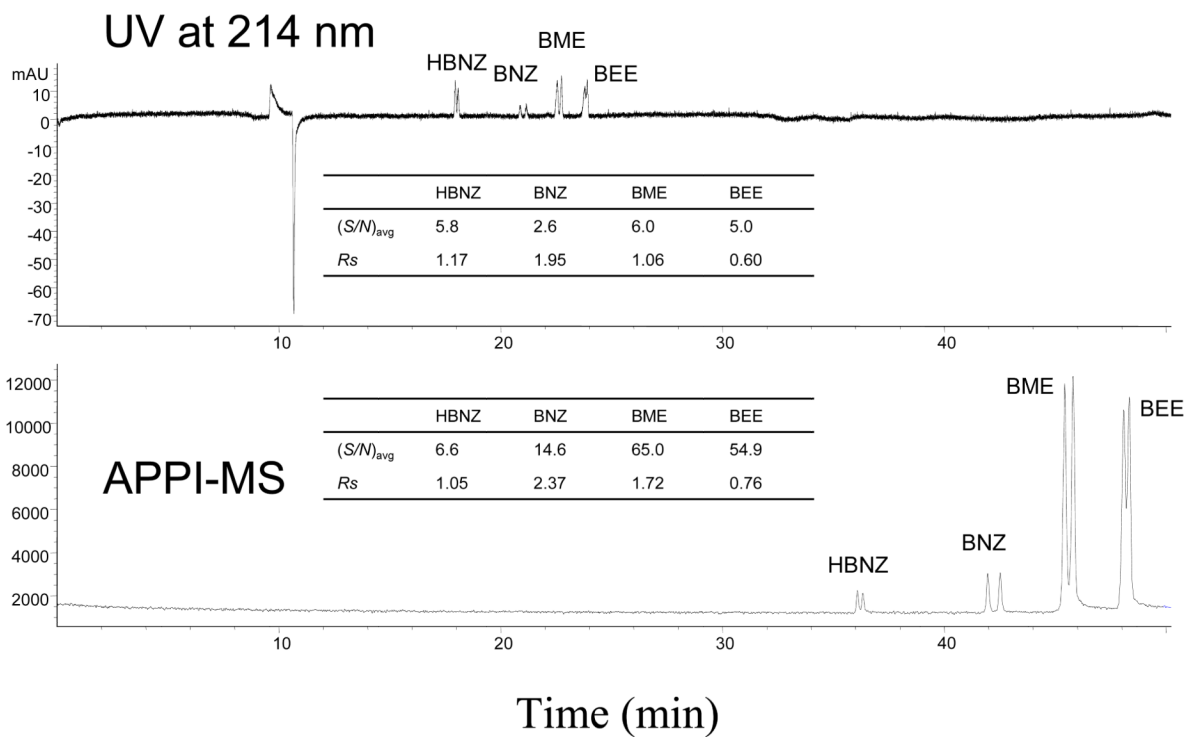 UV at 214 nm
mAU
HBNZ
BNZ
BME
BEE
10
0
-10
-20
-30
-40
-50
-60
-70
HBNZ BNZ BME BEE
(S/N)avg 5.8 2.6 6.0 5.0
Rs 1.17 1.95 1.06 0.60
10 20 30 40
APPI-MS
12000
10000
8000
6000
4000
2000
HBNZ BNZ BME BEE
(S/N)avg 6.6 14.6 65.0 54.9
Rs 1.05 2.37 1.72 0.76
HBNZ
BNZ
BME
BEE
10 20 30 40
Time (min)